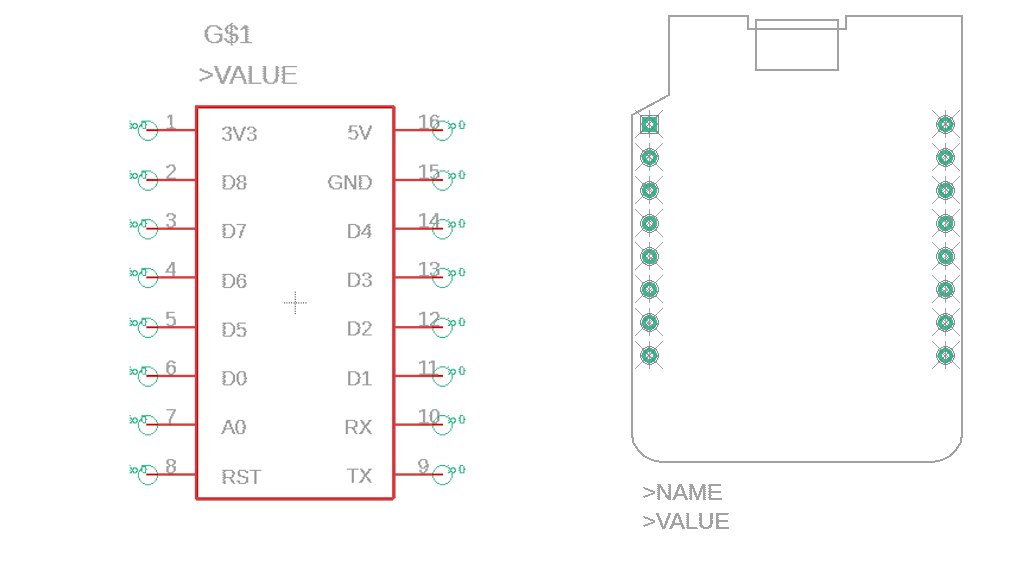 G$1
>VALUE
1 3V3 5V 16
2 D8 GND 15
3 D7 D4 14
4 D6 D3 13
5 D5 D2 12
6 D0 D1 11
7 A0 RX 10
8 RST TX 9
>NAME
>VALUE